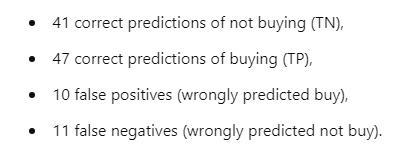 • 41 correct predictions of not buying (TN),
• 47 correct predictions of buying (TP),
• 10 false positives (wrongly predicted buy),
• 11 false negatives (wrongly predicted not buy).